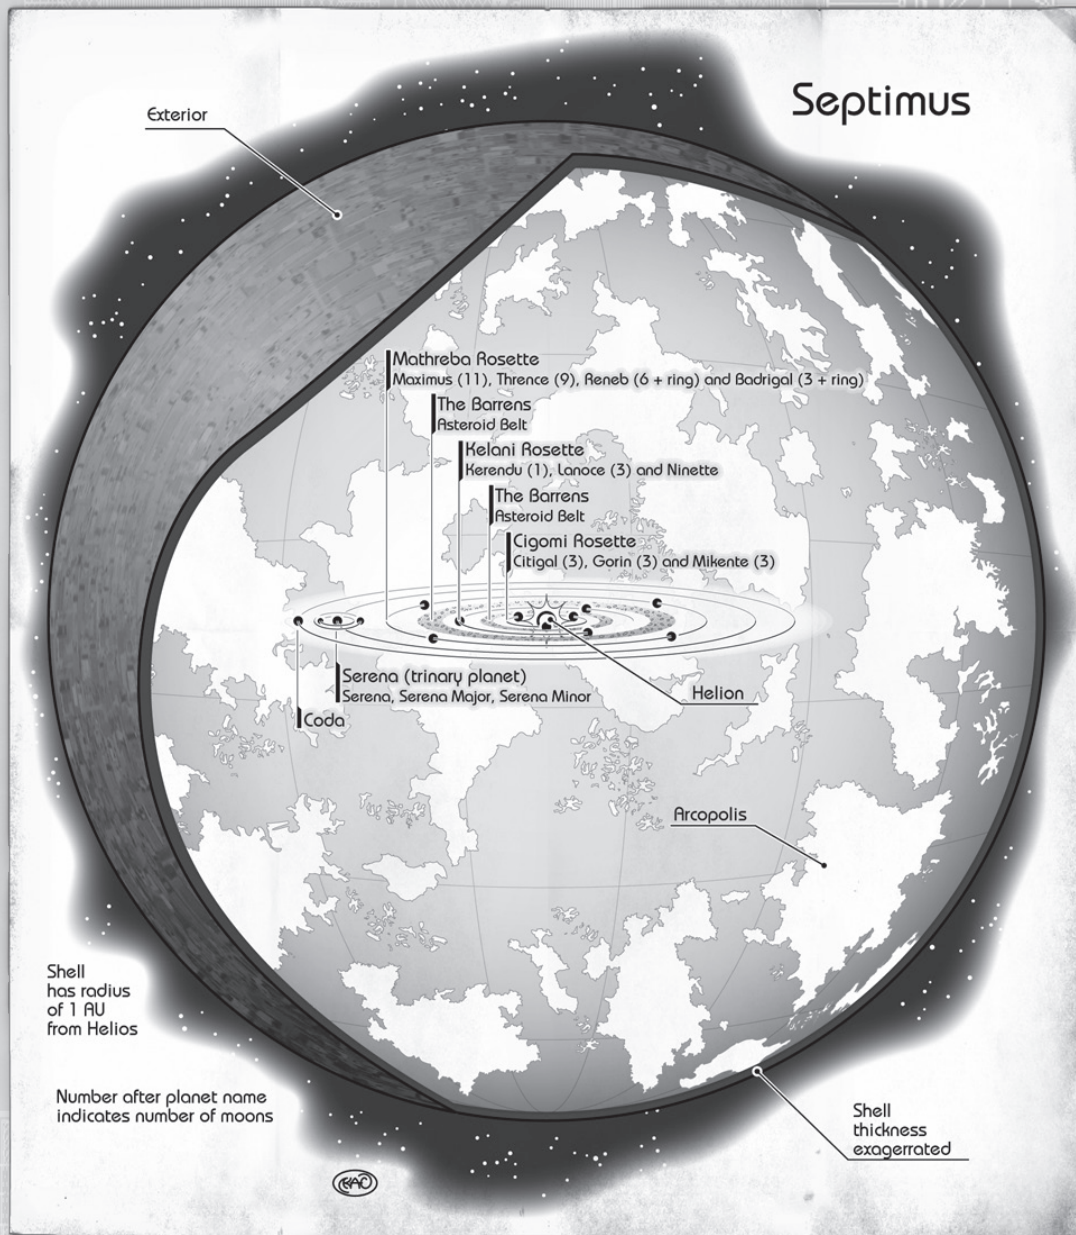 Septimus
Exterior
Mathreba Rosette
Maximus (11), Thrence (9), Reneb (6 + ring) and Badrigal (3 + ring)
The Barrens
Asteroid Belt
Kelani Rosette
Kerendu (1), Lanoce (3) and Ninette
The Barrens
Asteroid Belt
Cigomi Rosette
Citigal (3), Gorin (3) and Mikente (3)
Serena (trinary planet)
Serena, Serena Major, Serena Minor
Coda
Helion
Arcopolis
Shell
has radius
of 1 AU
from Helios
Number after planet name
indicates number of moons
Shell
thickness
exagerrated